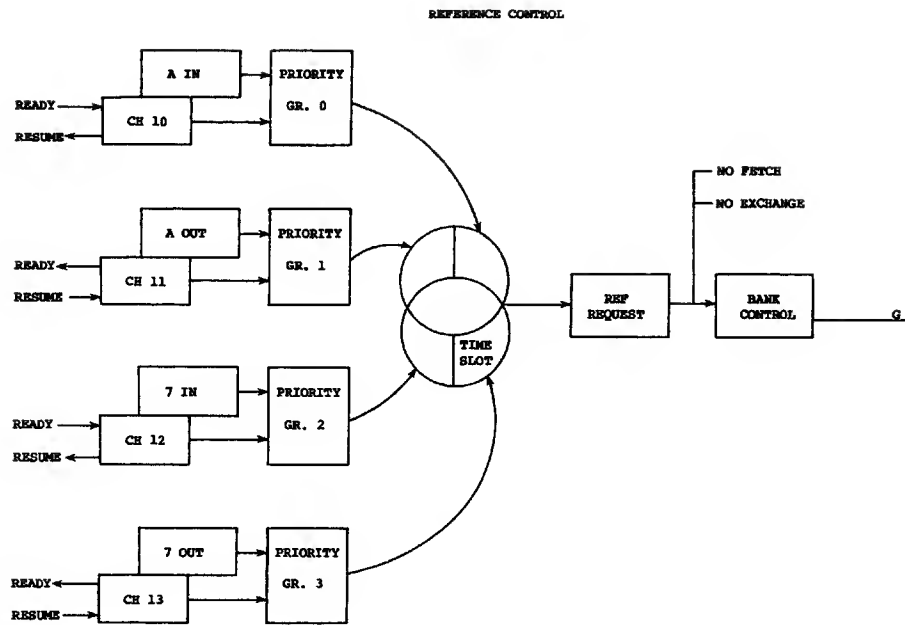 REFERENCE CONTROL
A IN
PRIORITY
GR. 0
READY
CH 10
RESUME
NO FETCH
NO EXCHANGE
A OUT
PRIORITY
GR. 1
READY
CH 11
RESUME
REF
REQUEST
BANK
CONTROL
G
TIME
SLOT
7 IN
PRIORITY
GR. 2
READY
CH 12
RESUME
7 OUT
PRIORITY
GR. 3
READY
CH 13
RESUME